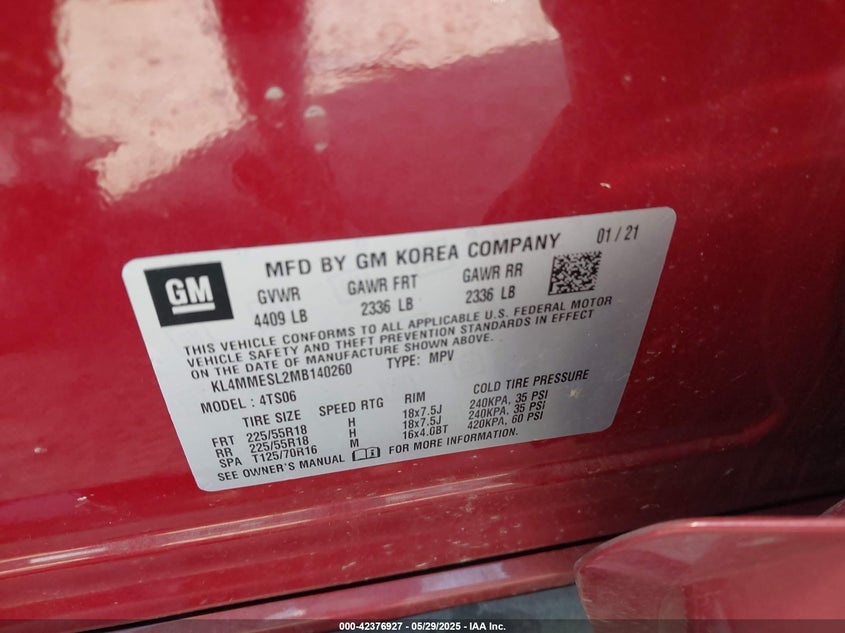 GM
MFD BY GM KOREA COMPANY 01 / 21
GVWR GAWR FRT GAWR RR
4409 LB 2336 LB 2336 LB
THIS VEHICLE CONFORMS TO ALL APPLICABLE U.S. FEDERAL MOTOR
VEHICLE SAFETY AND THEFT PREVENTION STANDARDS IN EFFECT
ON THE DATE OF MANUFACTURE SHOWN ABOVE.
KL4MMESL2MB140260 TYPE: MPV
MODEL : 4TS06
TIRE SIZE SPEED RTG RIM COLD TIRE PRESSURE
FRT 225/55R18 H 18x7.5J 240KPA, 35 PSI
RR 225/55R18 H 18x7.5J 240KPA, 35 PSI
SPA T125/70R16 M 16x4.0BT 420KPA, 60 PSI
SEE OWNER'S MANUAL FOR MORE INFORMATION.
000-42376927 - 05/29/2025 - IAA Inc.